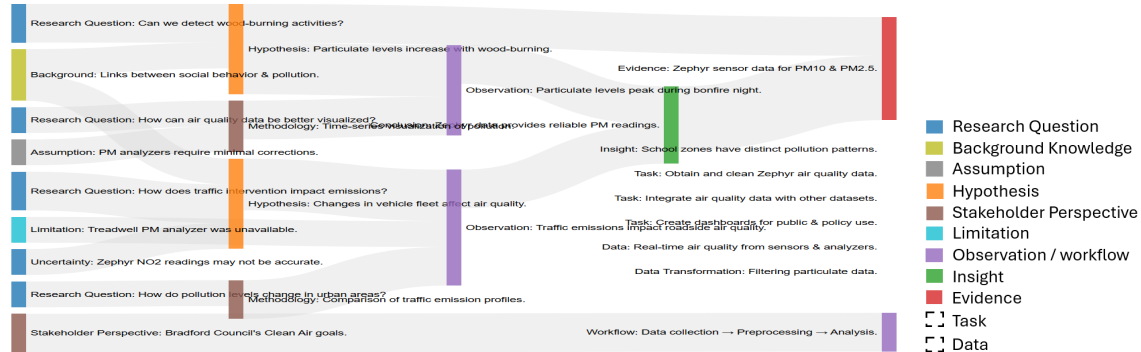 Research Question: Can we detect wood-burning activities?
Hypothesis: Particulate levels increase with wood-burning.
Background: Links between social behavior & pollution.
Evidence: Zephyr sensor data for PM10 & PM2.5.
Observation: Particulate levels peak during bonfire night.
Research Question: How can air quality data be better visualized?
Methodology: Time-series visualization of pollution.
Conclusion: Zephyr data provides reliable PM readings.
Assumption: PM analyzers require minimal corrections.
Insight: School zones have distinct pollution patterns.
Task: Obtain and clean Zephyr air quality data.
Research Question: How does traffic intervention impact emissions?
Hypothesis: Changes in vehicle fleet affect air quality.
Task: Integrate air quality data with other datasets.
Task: Create dashboards for public & policy use.
Limitation: Treadwell PM analyzer was unavailable.
Observation: Traffic emissions impact roadside air quality.
Data: Real-time air quality from sensors & analyzers.
Uncertainty: Zephyr NO2 readings may not be accurate.
Data Transformation: Filtering particulate data.
Research Question: How do pollution levels change in urban areas?
Methodology: Comparison of traffic emission profiles.
Stakeholder Perspective: Bradford Council's Clean Air goals.
Workflow: Data collection → Preprocessing → Analysis.
Research Question
Background Knowledge
Assumption
Hypothesis
Stakeholder Perspective
Limitation
Observation / workflow
Insight
Evidence
Task
Data